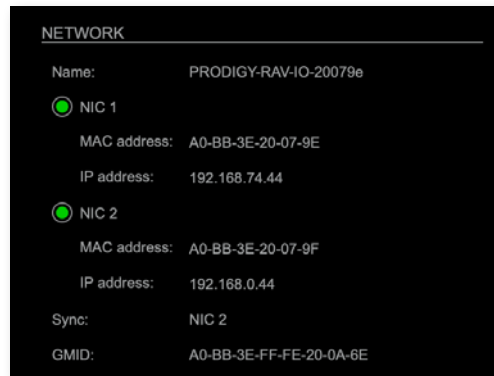 NETWORK
Name: PRODIGY-RAV-IO-20079e
NIC 1
MAC address: A0-BB-3E-20-07-9E
IP address: 192.168.74.44
NIC 2
MAC address: A0-BB-3E-20-07-9F
IP address: 192.168.0.44
Sync: NIC 2
GMID: A0-BB-3E-FF-FE-20-0A-6E